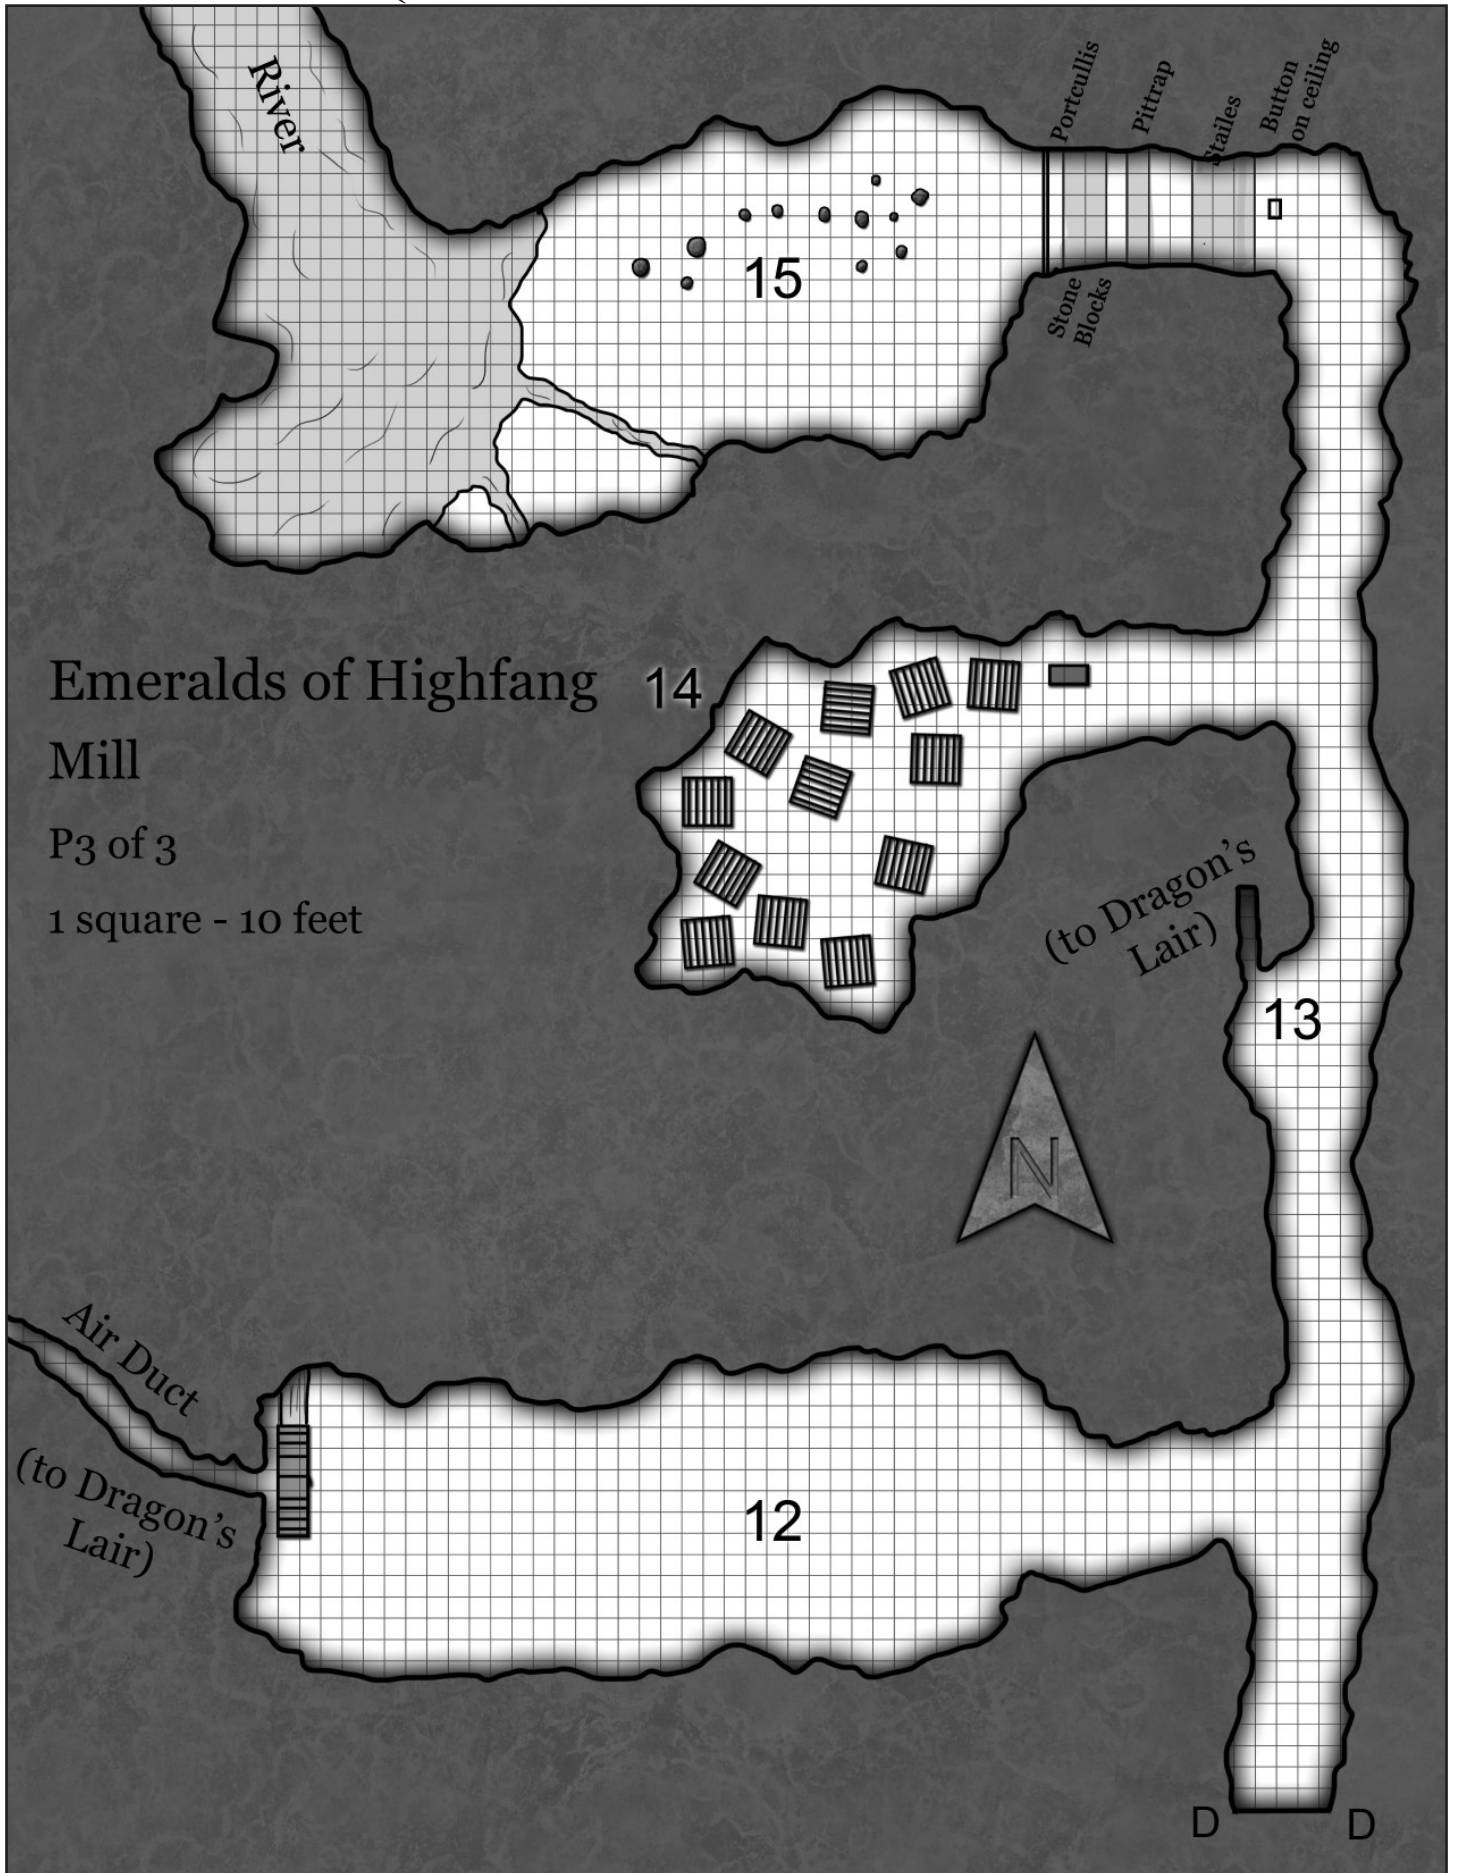 River
Portcullis
Pittrap
Stailes
Button
on ceiling
15
Stone
Blocks
Emeralds of Highfang
Mill
P3 of 3
1 square - 10 feet
14
(to Dragon's
Lair)
13
N
Air Duct
(to Dragon's
Lair)
12
D
D